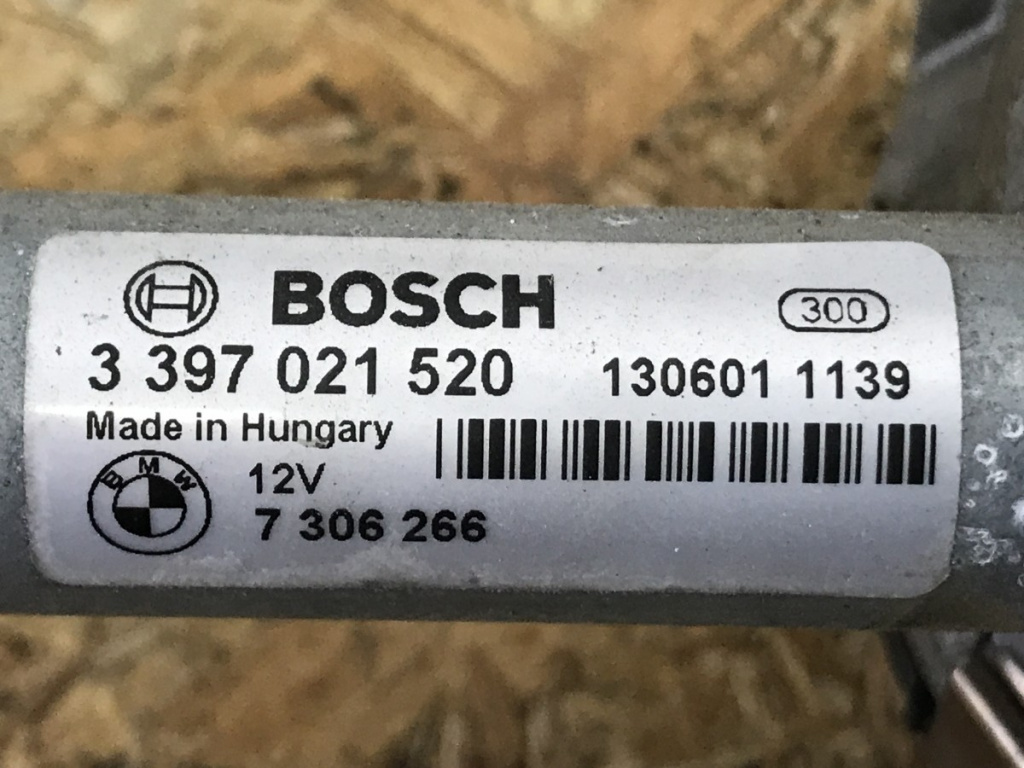 BOSCH 300
3 397 021 520 130601 1139
Made in Hungary
BMW 12V
7 306 266